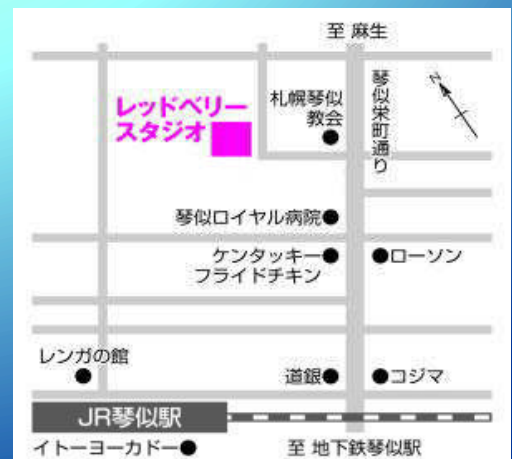 至 麻生
レッドベリー
スタジオ
札幌琴似
教会
琴似栄町通り
N
琴似ロイヤル病院
ケンタッキー
フライドチキン
ローソン
レンガの館
道銀
コジマ
JR琴似駅
イトーヨーカドー
至 地下鉄琴似駅